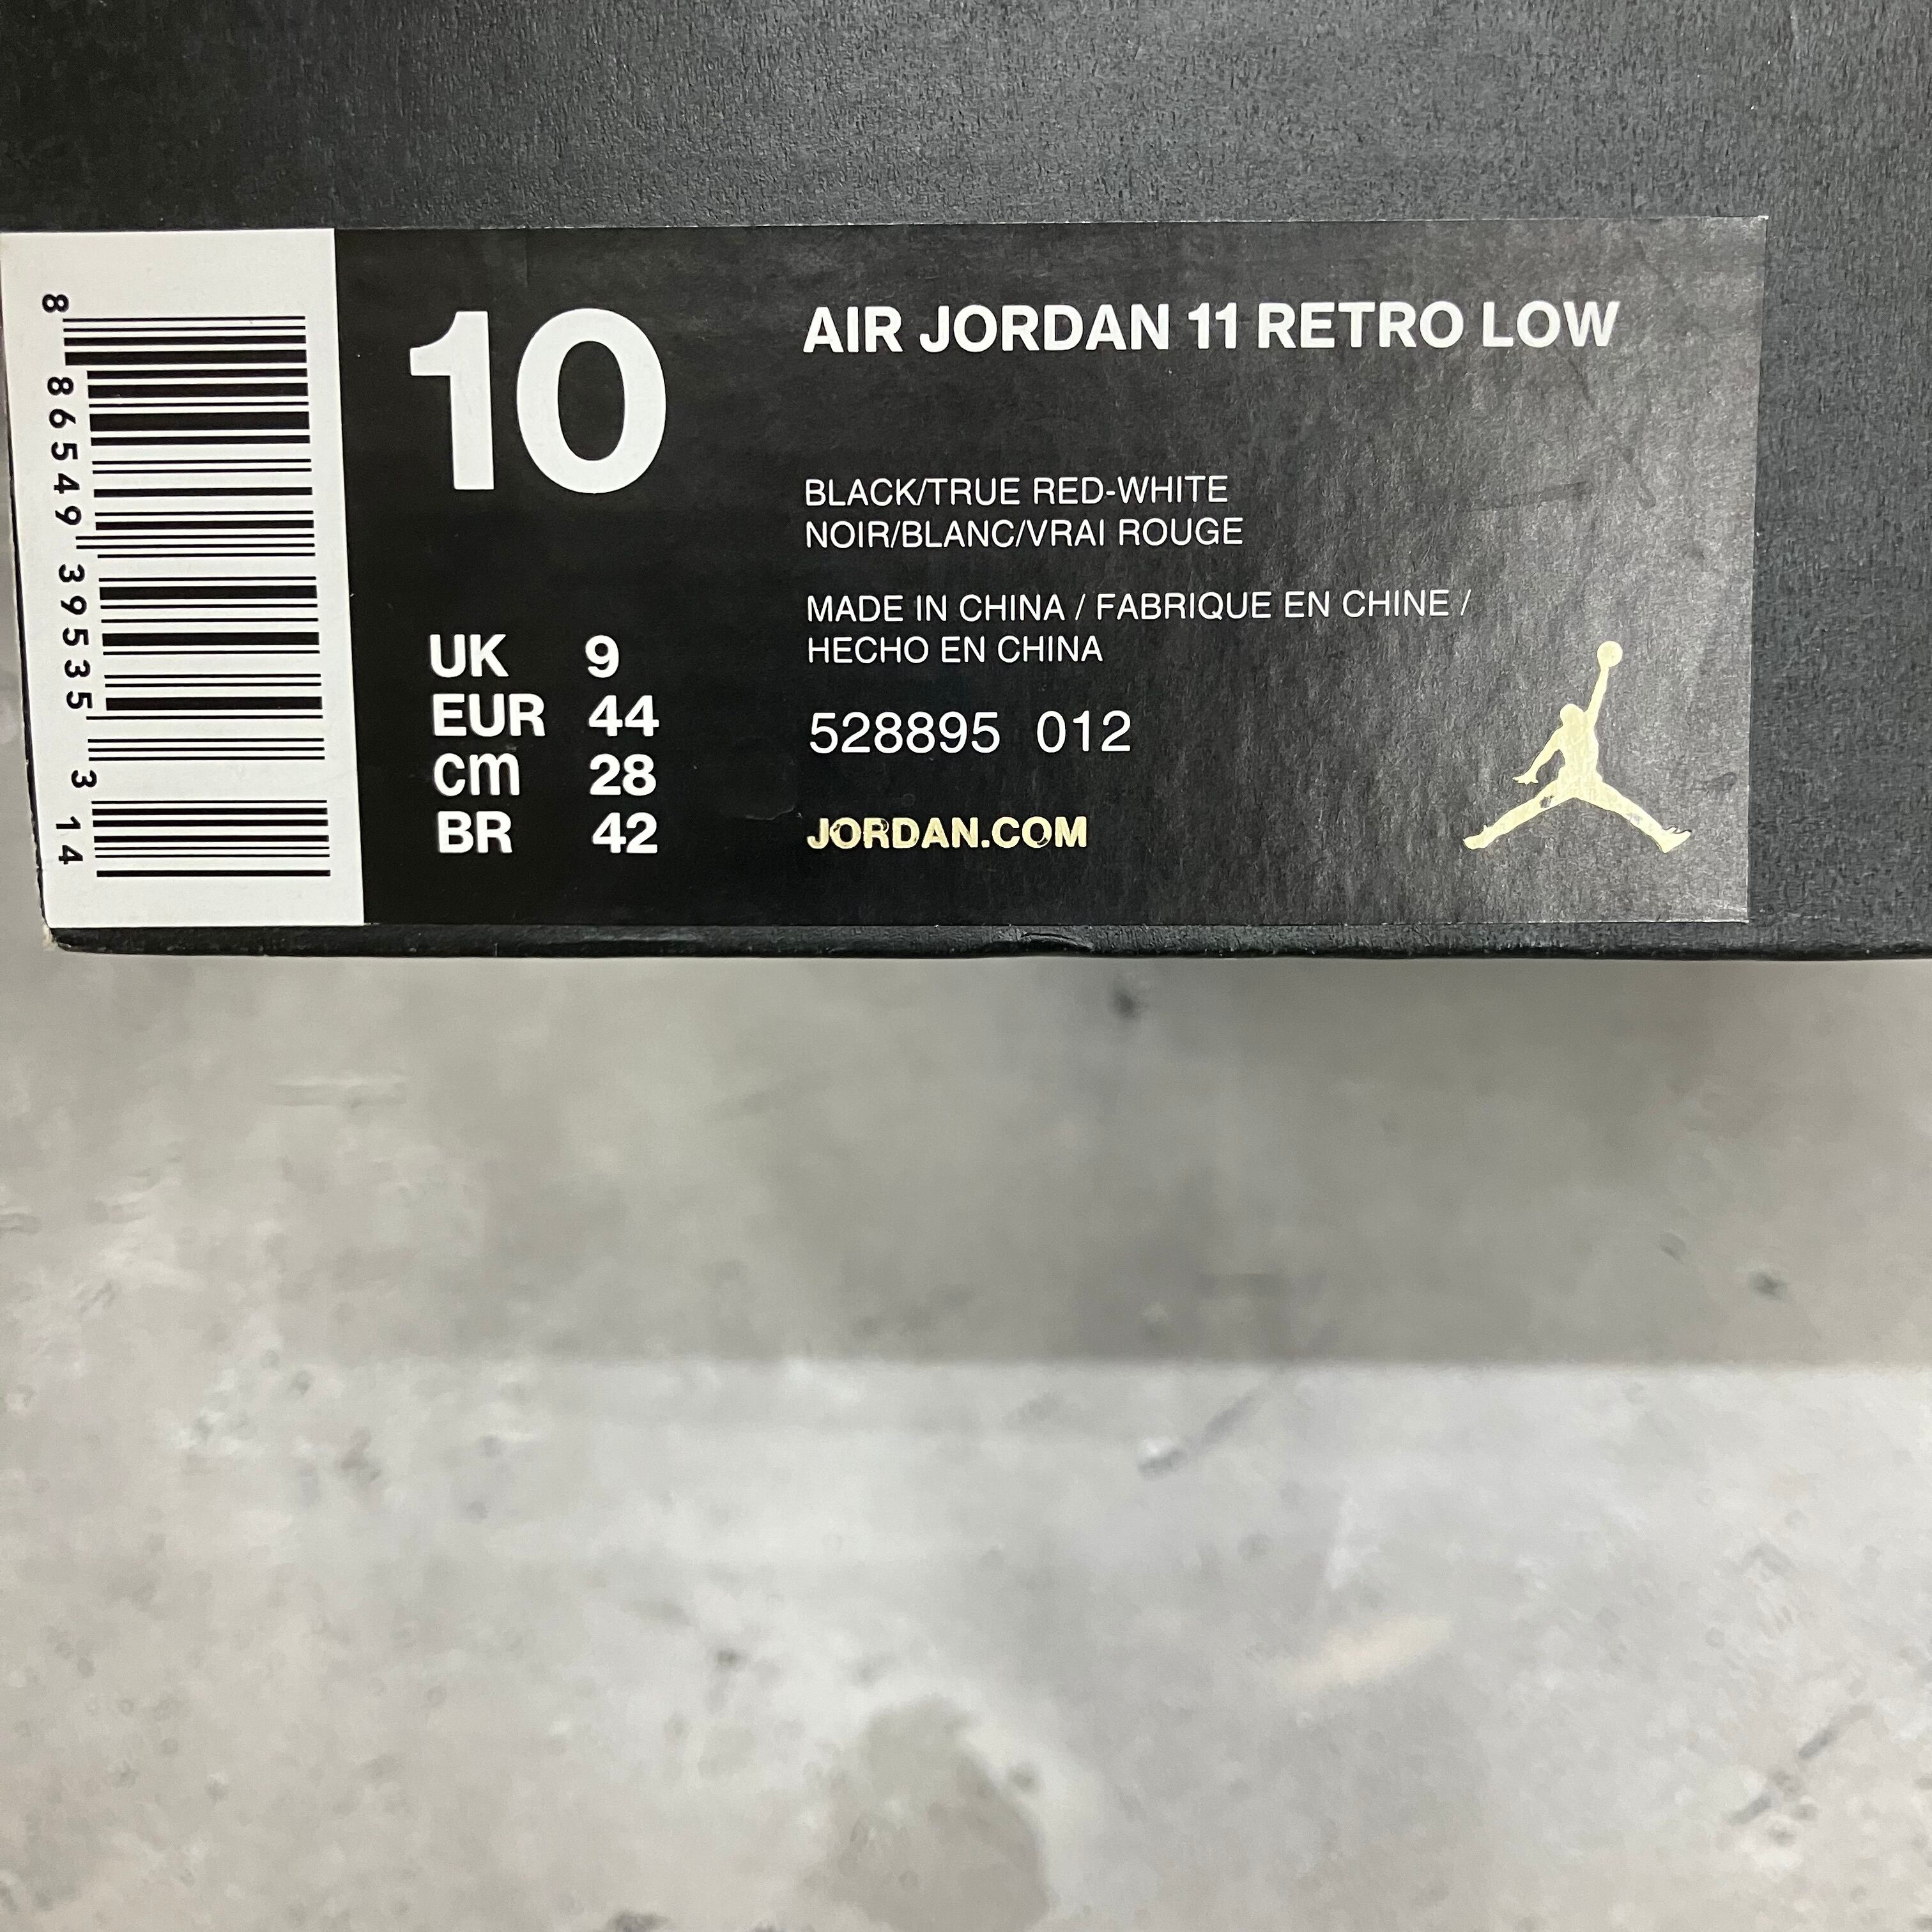 8 86549 39535 3 14
10
UK 9
EUR 44
cm 28
BR 42
AIR JORDAN 11 RETRO LOW
BLACK/TRUE RED-WHITE
NOIR/BLANC/VRAI ROUGE
MADE IN CHINA / FABRIQUE EN CHINE /
HECHO EN CHINA
528895 012
JORDAN.COM